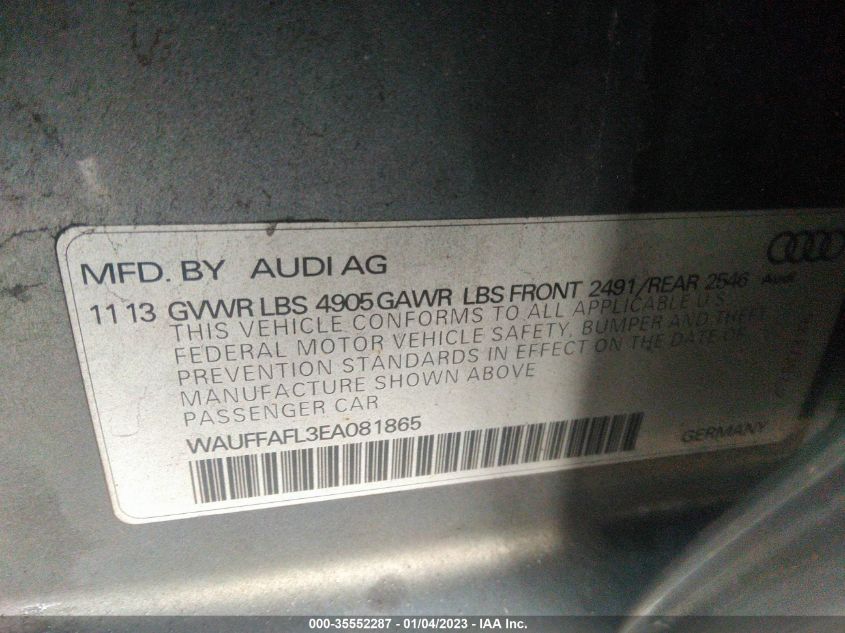 MFD. BY AUDI AG
11 13 GVWR LBS 4905 GAWR LBS FRONT 2491/REAR 2546
Audi
THIS VEHICLE CONFORMS TO ALL APPLICABLE U.S.
FEDERAL MOTOR VEHICLE SAFETY, BUMPER AND THEFT
PREVENTION STANDARDS IN EFFECT ON THE DATE OF
MANUFACTURE SHOWN ABOVE
PASSENGER CAR
WAUFFAFL3EA081865
GERMANY
000-35552287 - 01/04/2023 - © IAA Inc.